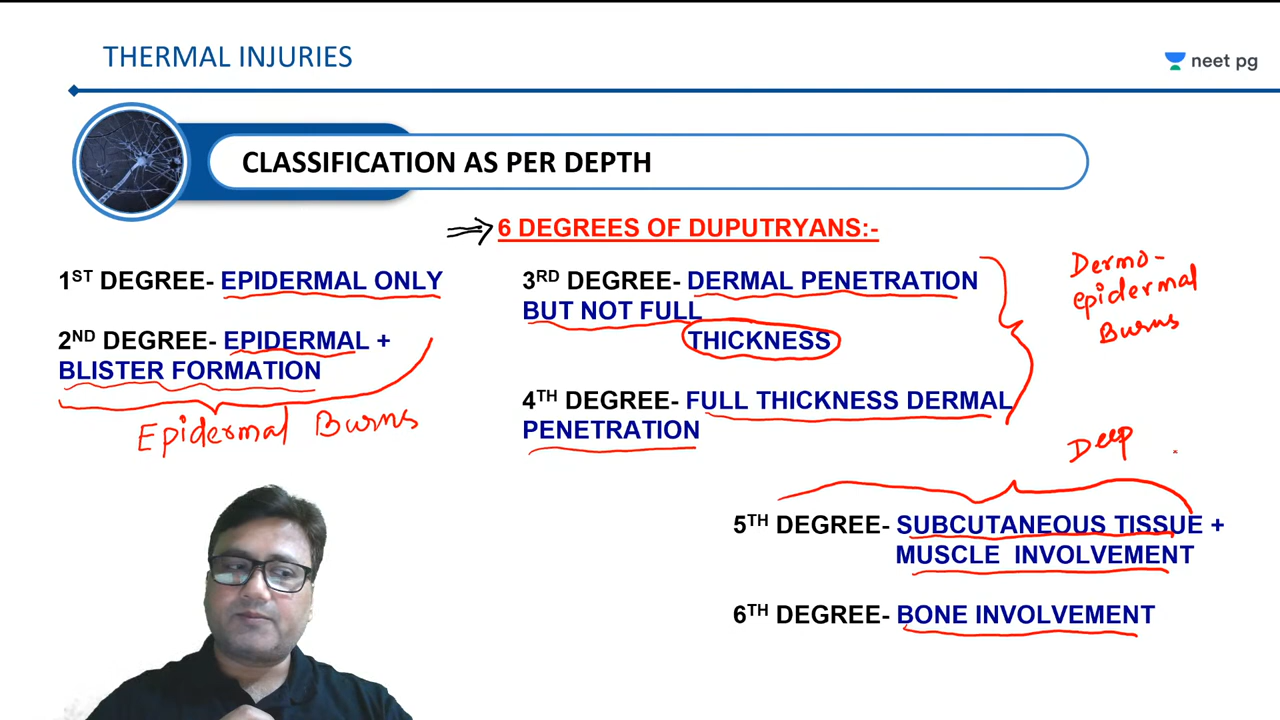 THERMAL INJURIES
neet pg
CLASSIFICATION AS PER DEPTH
6 DEGREES OF DUPUTRYANS:-
1ST DEGREE- EPIDERMAL ONLY
2ND DEGREE- EPIDERMAL +
BLISTER FORMATION
Epidermal Burns
3RD DEGREE- DERMAL PENETRATION
BUT NOT FULL
THICKNESS
4TH DEGREE- FULL THICKNESS DERMAL
PENETRATION
Dermo-
epidermal
Burns
Deep
5TH DEGREE- SUBCUTANEOUS TISSUE +
MUSCLE INVOLVEMENT
6TH DEGREE- BONE INVOLVEMENT